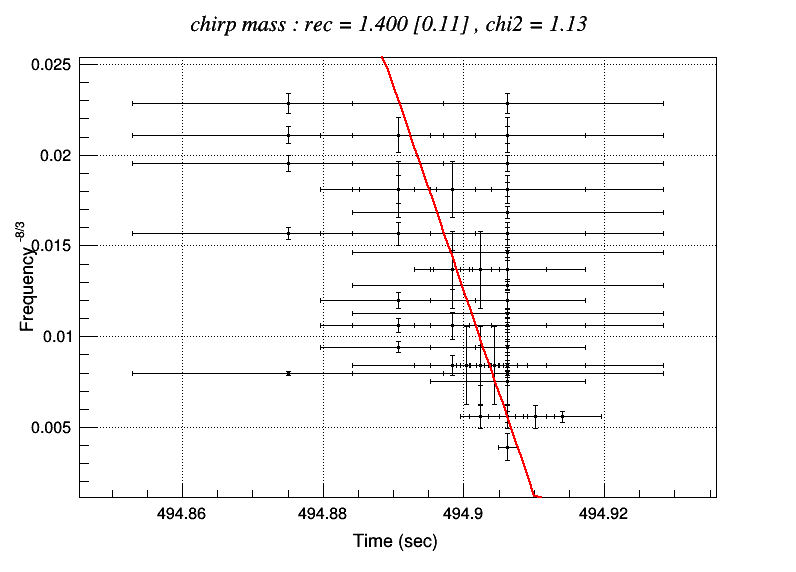 chirp mass : rec = 1.400 [0.11] , chi2 = 1.13
0.025
0.02
0.015
0.01
0.005
Frequency -8/3
494.86 494.88 494.9 494.92
Time (sec)